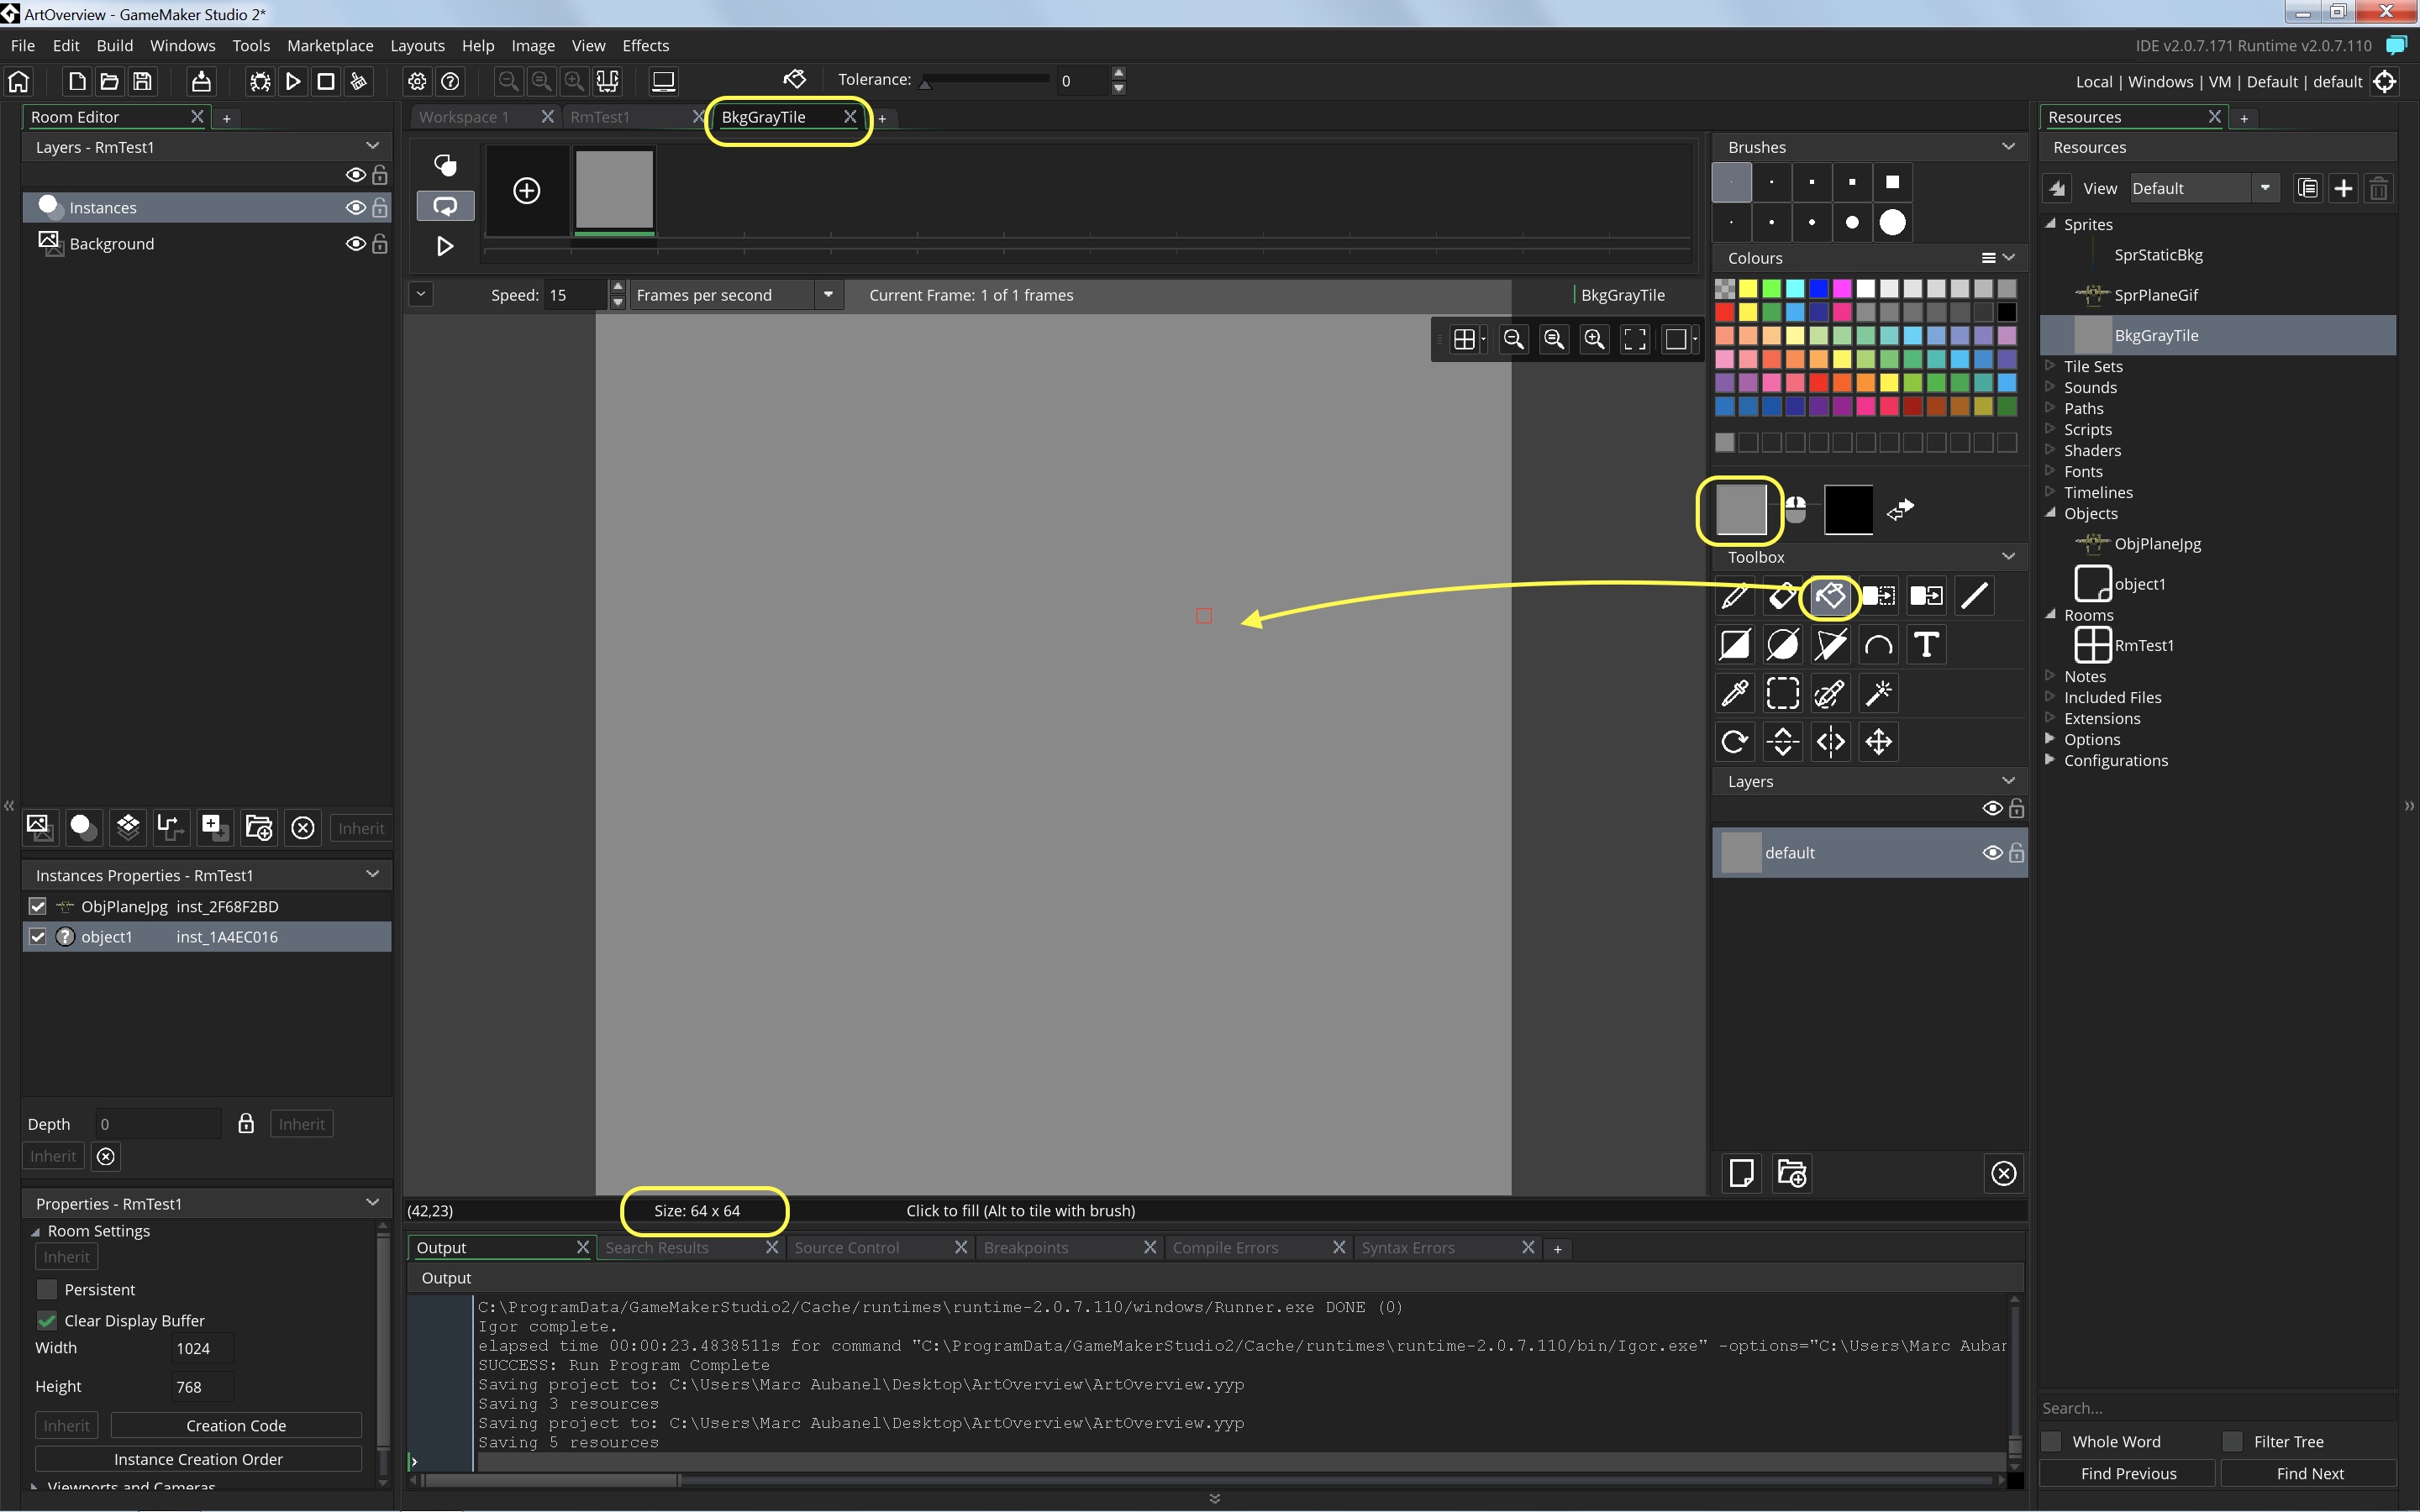 ArtOverview - GameMaker Studio 2*
File Edit Build Windows Tools Marketplace Layouts Help Image View Effects
IDE v2.0.7.171 Runtime v2.0.7.110
Tolerance: 0
Local | Windows | VM | Default | default
Room Editor
Layers - RmTest1
Instances
Background
Inherit
Instances Properties - RmTest1
ObjPlaneJpg inst_2F68F2BD
object1 inst_1A4EC016
Depth 0 Inherit
Inherit
Properties - RmTest1
Room Settings
Inherit
Persistent
Clear Display Buffer
Width 1024
Height 768
Inherit Creation Code
Instance Creation Order
Viewports and Cameras
Workspace 1 RmTest1 BkgGrayTile
Speed: 15 Frames per second Current Frame: 1 of 1 frames BkgGrayTile
(42,23) Size: 64 x 64 Click to fill (Alt to tile with brush)
Output Search Results Source Control Breakpoints Compile Errors Syntax Errors
Output
C:\ProgramData/GameMakerStudio2/Cache/runtimes\runtime-2.0.7.110/windows/Runner.exe DONE (0)
Igor complete.
elapsed time 00:00:23.4838511s for command "C:\ProgramData/GameMakerStudio2/Cache/runtimes\runtime-2.0.7.110/bin/Igor.exe" -options="C:\Users\Marc Auban
SUCCESS: Run Program Complete
Saving project to: C:\Users\Marc Aubanel\Desktop\ArtOverview\ArtOverview.yyp
Saving 3 resources
Saving project to: C:\Users\Marc Aubanel\Desktop\ArtOverview\ArtOverview.yyp
Saving 5 resources
Brushes
Colours
Toolbox
Layers
default
Resources
Resources
View Default
Sprites
SprStaticBkg
SprPlaneGif
BkgGrayTile
Tile Sets
Sounds
Paths
Scripts
Shaders
Fonts
Timelines
Objects
ObjPlaneJpg
object1
Rooms
RmTest1
Notes
Included Files
Extensions
Options
Configurations
Search...
Whole Word Filter Tree
Find Previous Find Next